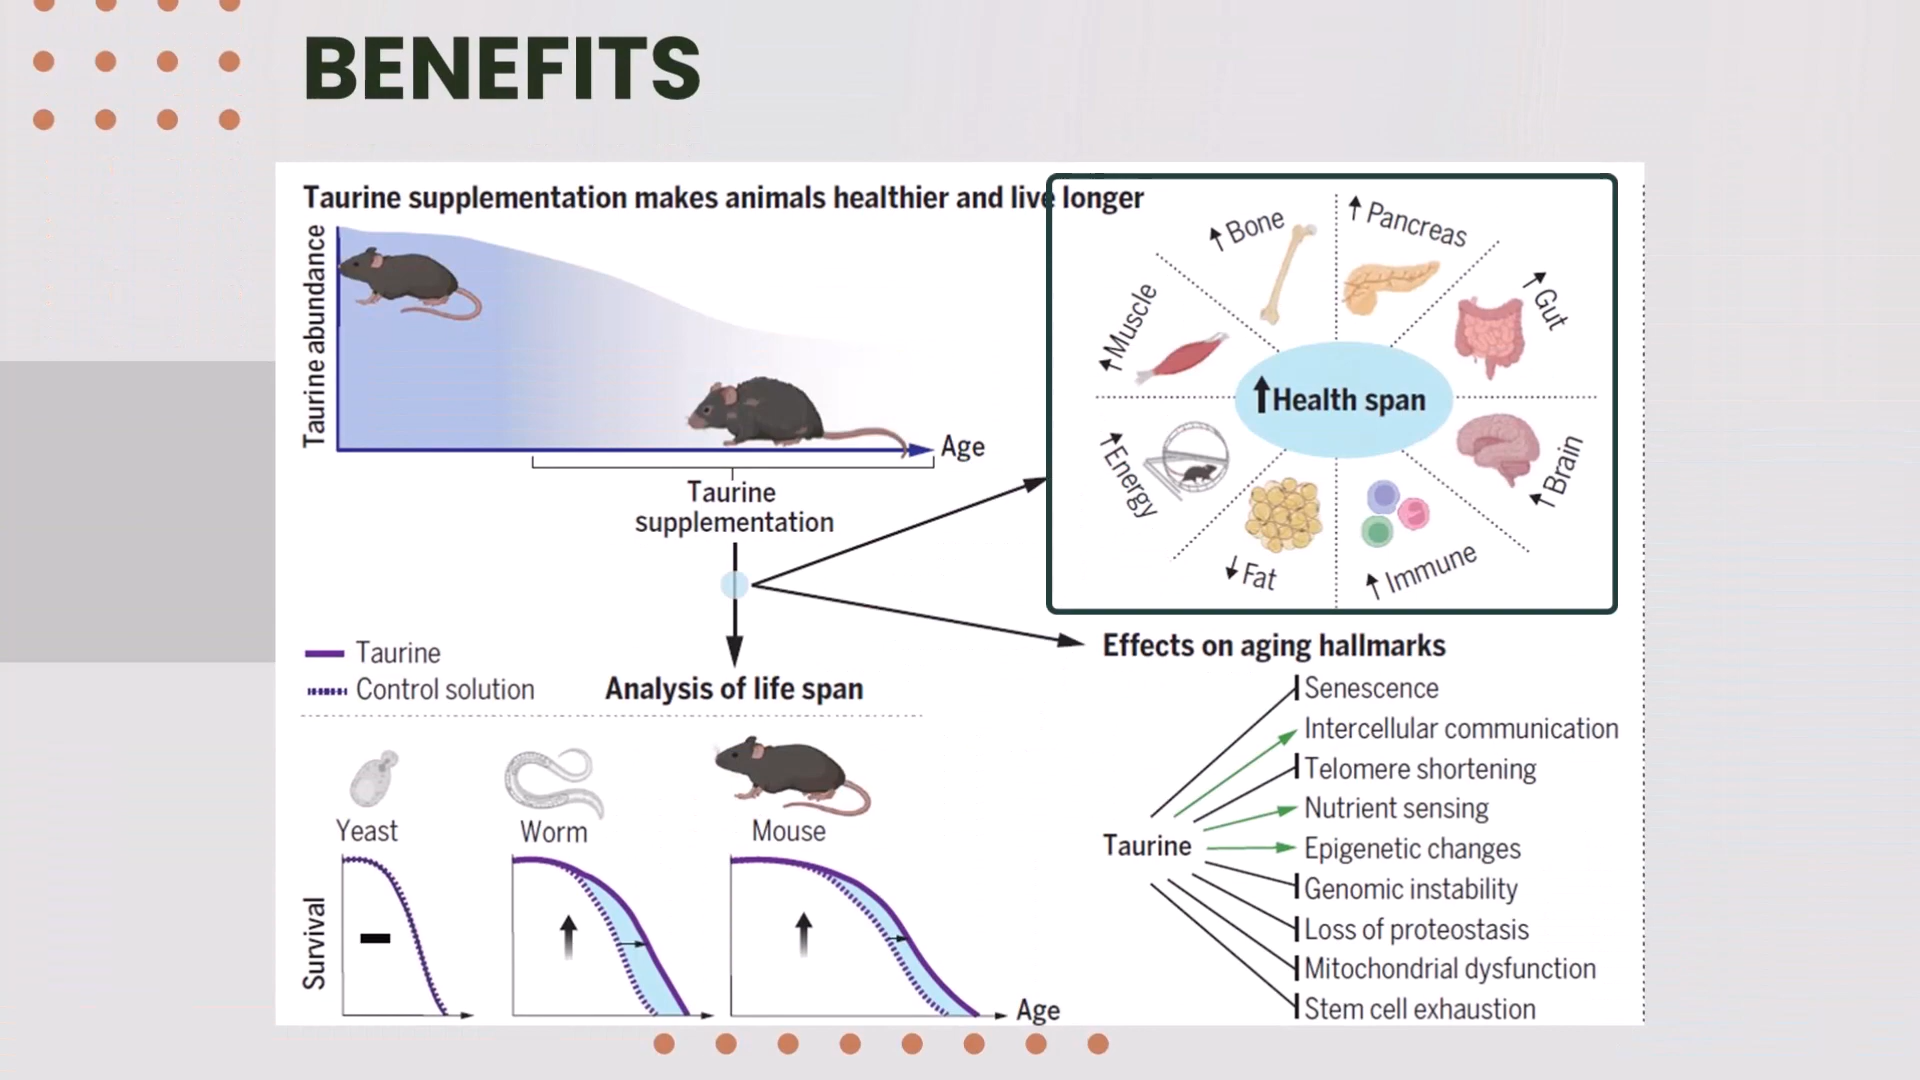 BENEFITS
Taurine supplementation makes animals healthier and live longer
Taurine abundance
Age
Taurine
supplementation
↑Bone
↑Pancreas
↑Gut
↑Muscle
↑Health span
↑Energy
↑Brain
↓Fat
↑Immune
Taurine
Control solution
Analysis of life span
Yeast
Worm
Mouse
Survival
Age
Effects on aging hallmarks
Taurine
Senescence
Intercellular communication
Telomere shortening
Nutrient sensing
Epigenetic changes
Genomic instability
Loss of proteostasis
Mitochondrial dysfunction
Stem cell exhaustion